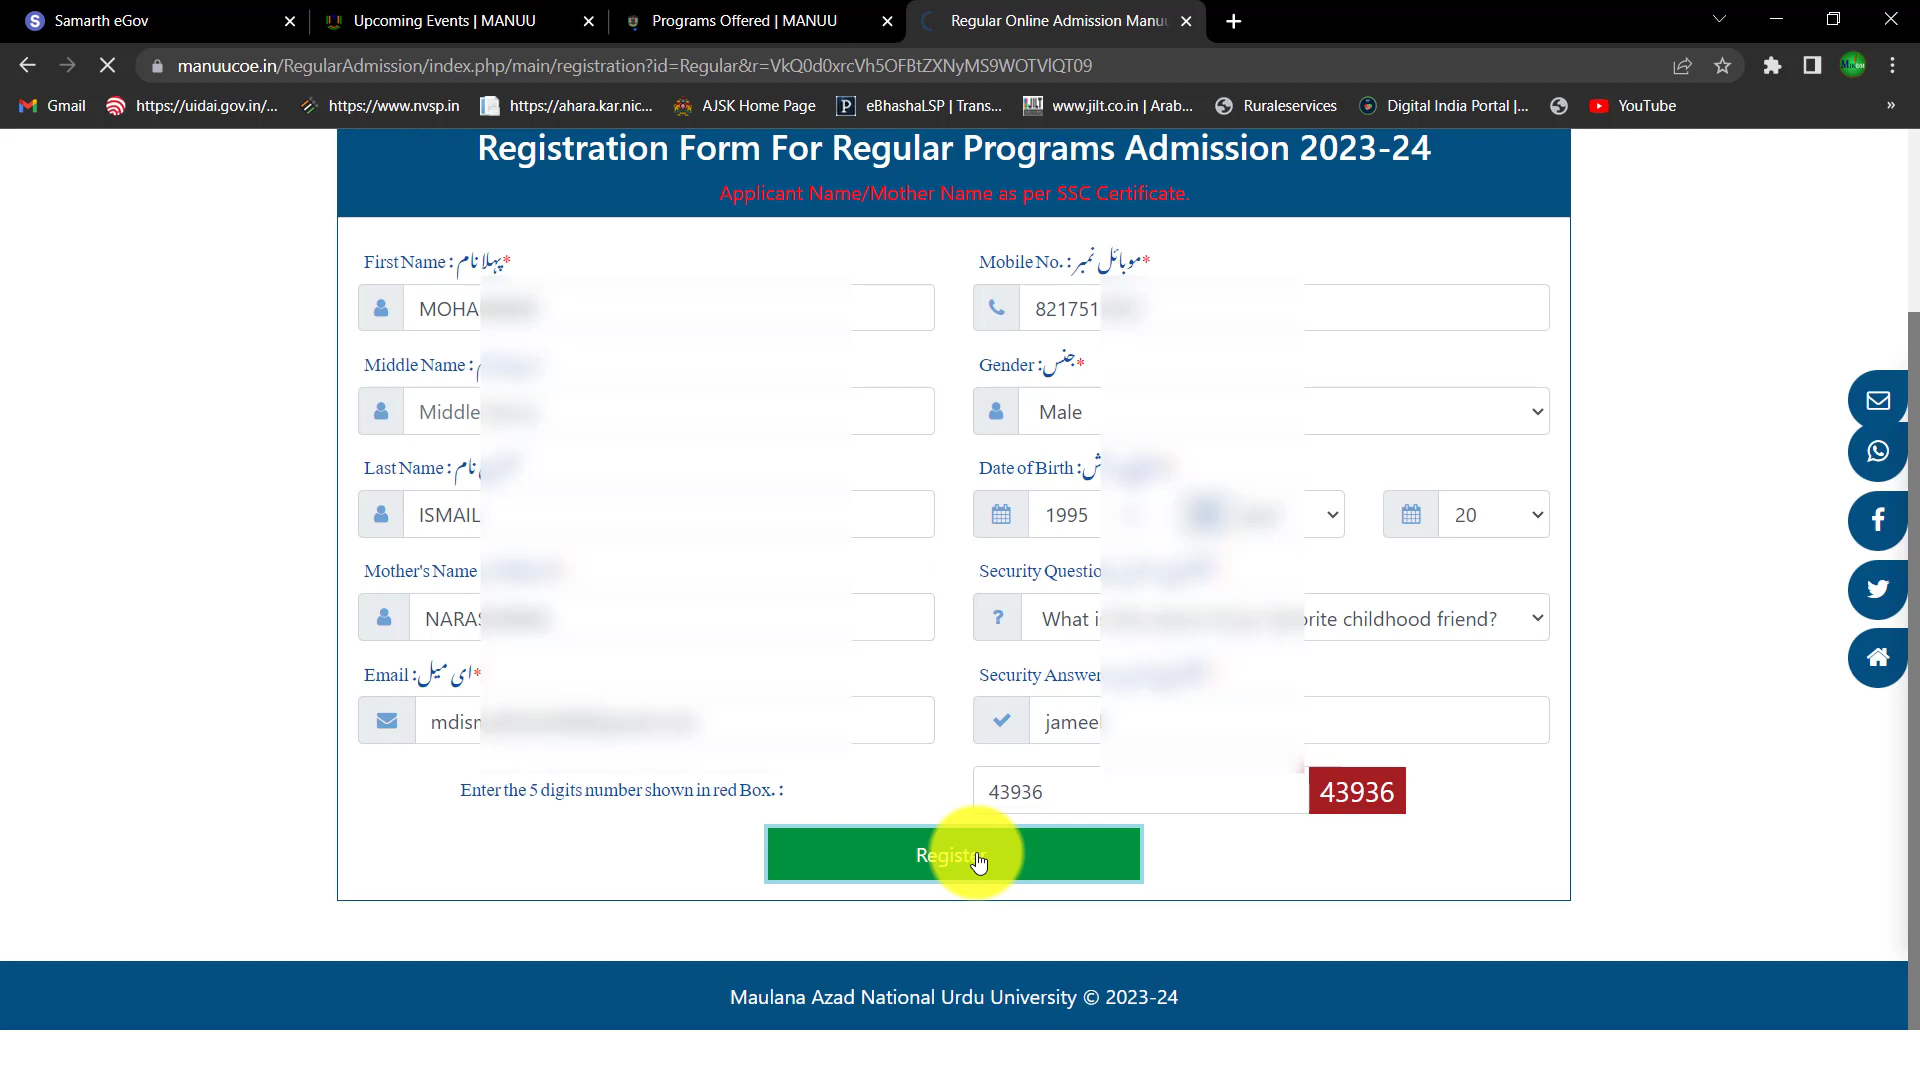 Samarth eGov
Upcoming Events | MANUU
Programs Offered | MANUU
Regular Online Admission Manuu
manuucoe.in/RegularAdmission/index.php/main/registration?id=Regular&r=VkQ0d0xrcVh5OFBtZXNyMS9WOTVlQT09
Gmail
https://uidai.gov.in/...
https://www.nvsp.in
https://ahara.kar.nic...
AJSK Home Page
eBhashaLSP | Trans...
www.jilt.co.in | Arab...
Ruraleservices
Digital India Portal |...
YouTube
»
Registration Form For Regular Programs Admission 2023-24
Applicant Name/Mother Name as per SSC Certificate.
First Name : پہلا نام*
Mobile No. : موبائل نمبر*
MOHA
821751
Middle Name :
Gender : جنس*
Middle
Male
Last Name : نام
Date of Birth :
ISMAIL
1995
20
Mother's Name
Security Questio
NARAS
What i
orite childhood friend?
Email : ای میل*
Security Answer
mdism
jameel
Enter the 5 digits number shown in red Box. :
43936
43936
Register
Maulana Azad National Urdu University © 2023-24